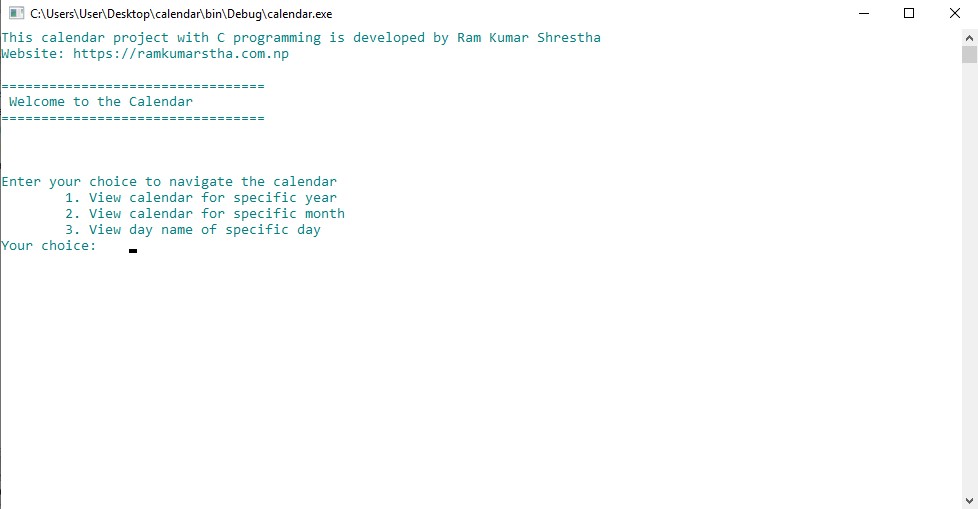 C:\Users\User\Desktop\calendar\bin\Debug\calendar.exe
This calendar project with C programming is developed by Ram Kumar Shrestha
Website: https://ramkumarstha.com.np
=================================
Welcome to the Calendar
=================================
Enter your choice to navigate the calendar
1. View calendar for specific year
2. View calendar for specific month
3. View day name of specific day
Your choice: